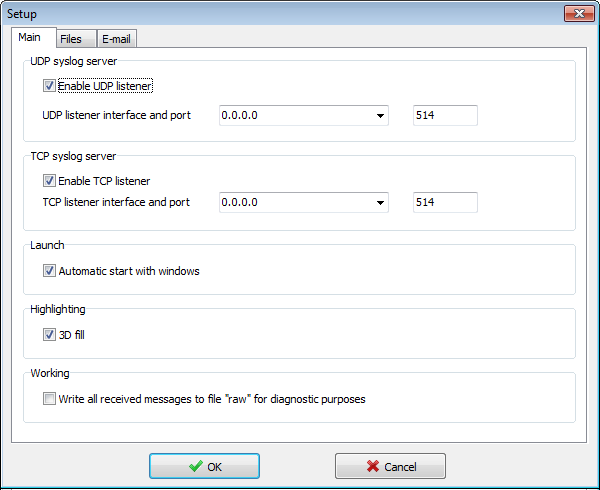 Setup
Main Files E-mail
UDP syslog server
Enable UDP listener
UDP listener interface and port 0.0.0.0 514
TCP syslog server
Enable TCP listener
TCP listener interface and port 0.0.0.0 514
Launch
Automatic start with windows
Highlighting
3D fill
Working
Write all received messages to file "raw" for diagnostic purposes
OK Cancel